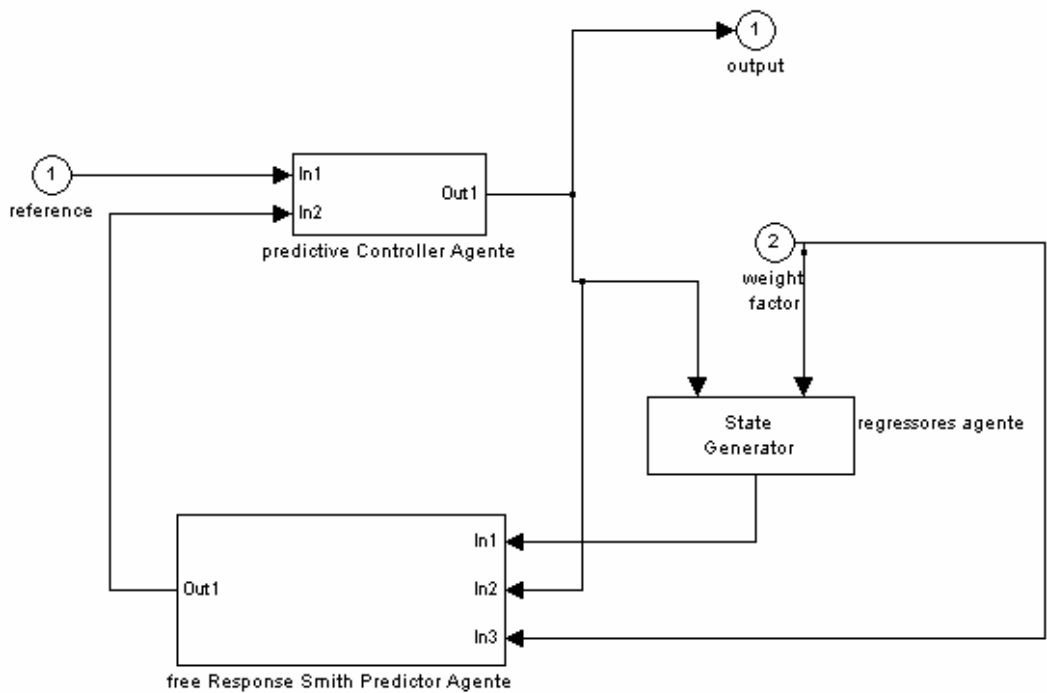 1
output
1
reference
In1
In2
Out1
predictive Controller Agente
2
weight
factor
State
Generator
regressores agente
In1
Out1
In2
In3
free Response Smith Predictor Agente